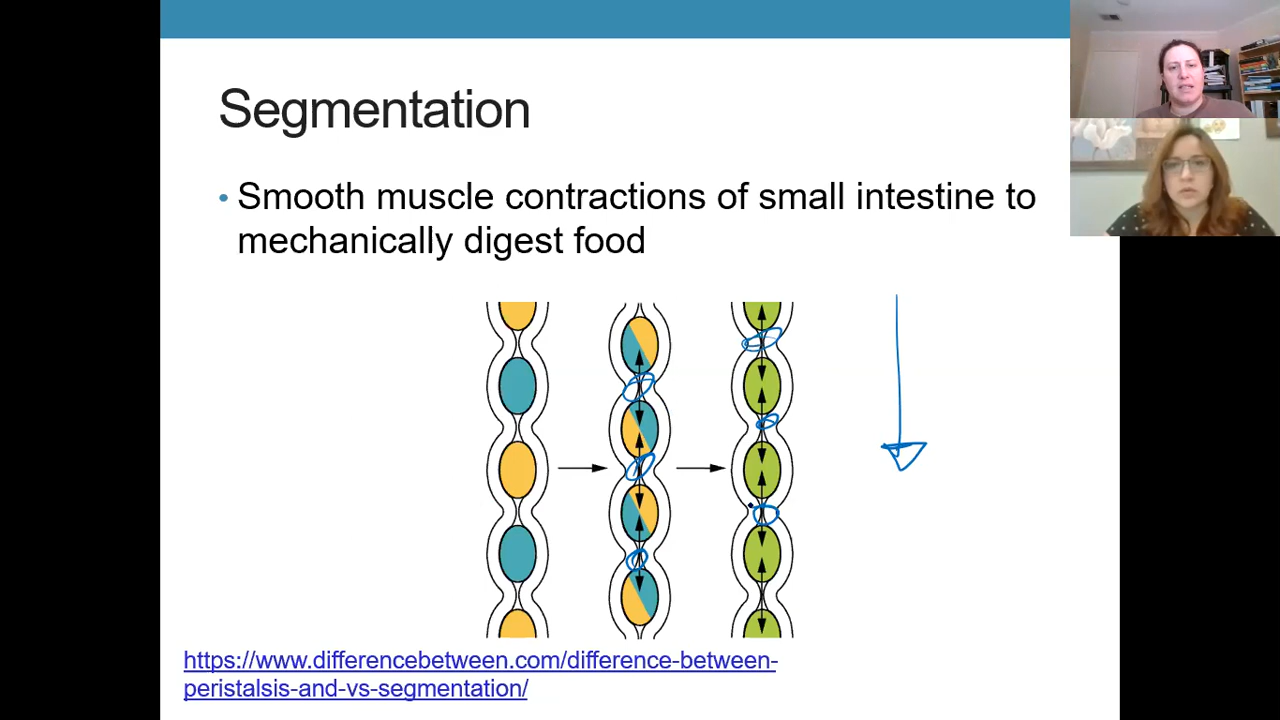 Segmentation
• Smooth muscle contractions of small intestine to
mechanically digest food
https://www.differencebetween.com/difference-between-
peristalsis-and-vs-segmentation/